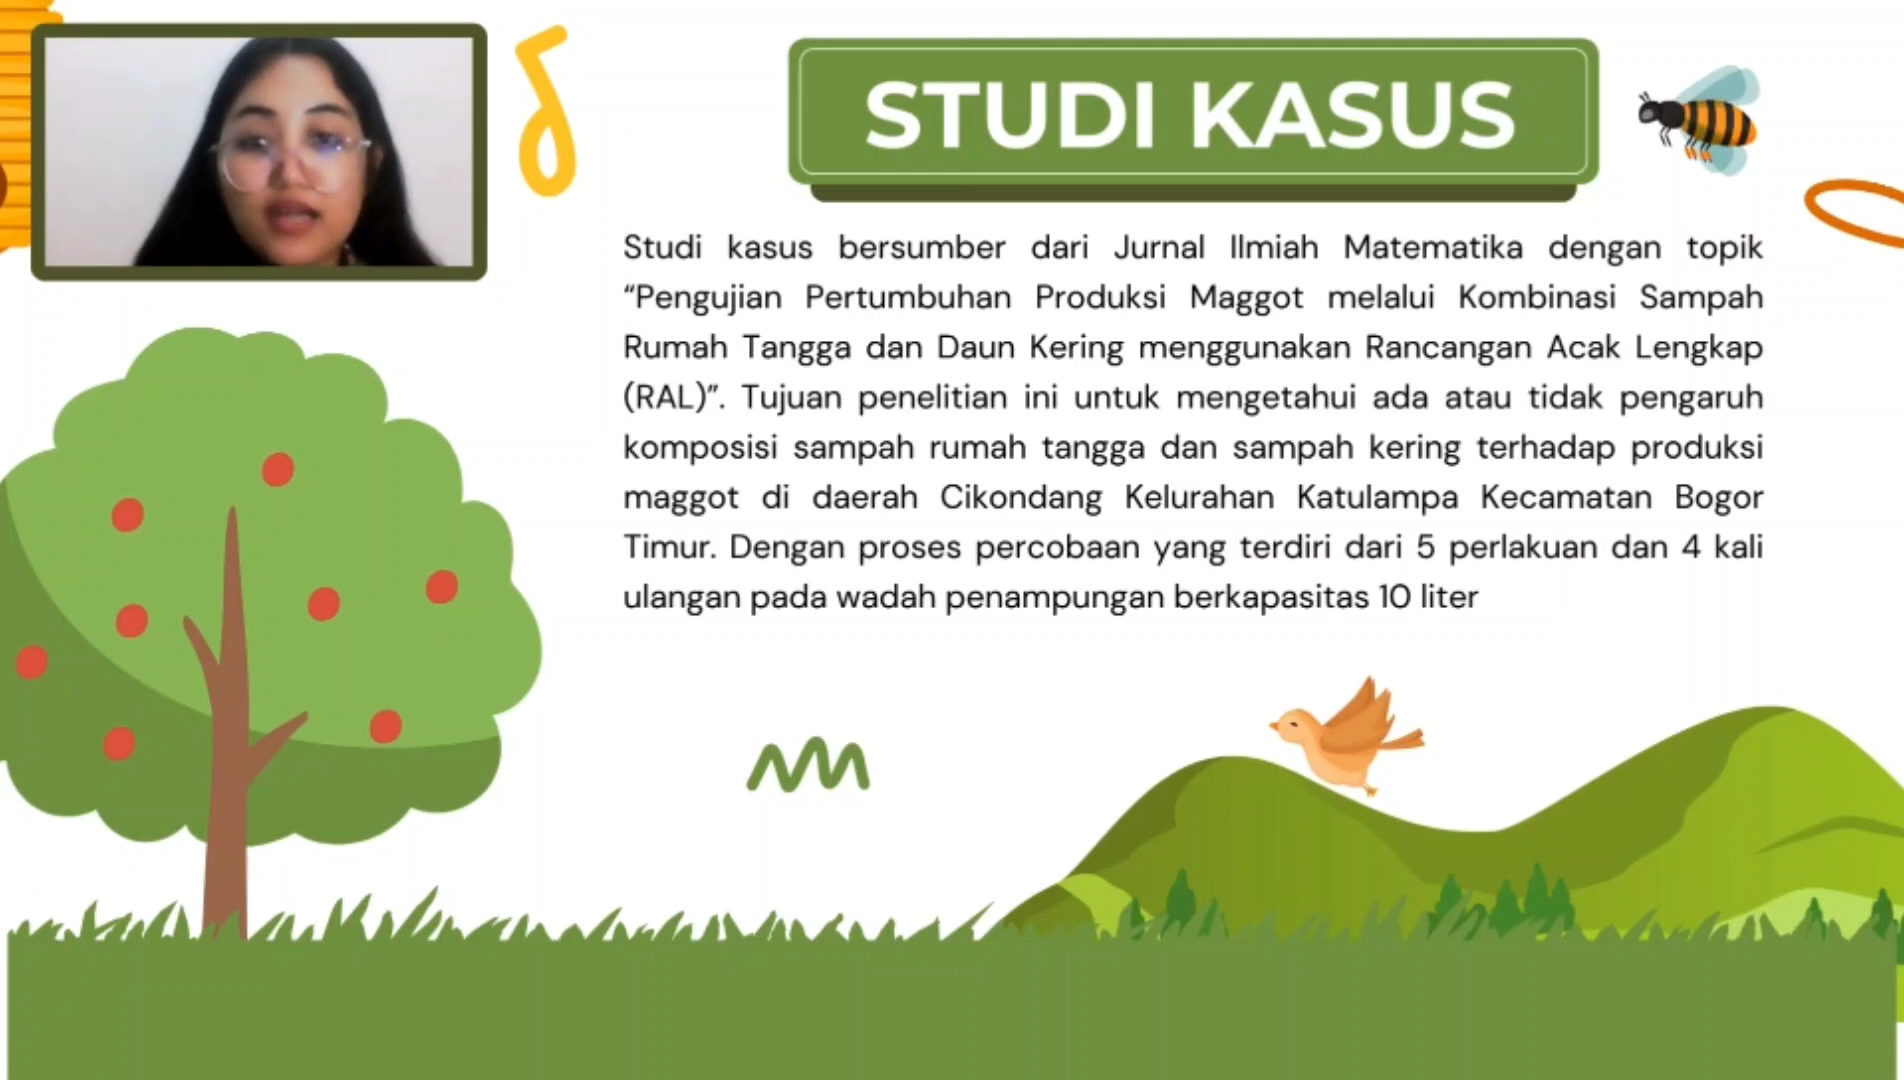 STUDI KASUS
Studi kasus bersumber dari Jurnal Ilmiah Matematika dengan topik
“Pengujian Pertumbuhan Produksi Maggot melalui Kombinasi Sampah
Rumah Tangga dan Daun Kering menggunakan Rancangan Acak Lengkap
(RAL)”. Tujuan penelitian ini untuk mengetahui ada atau tidak pengaruh
komposisi sampah rumah tangga dan sampah kering terhadap produksi
maggot di daerah Cikondang Kelurahan Katulampa Kecamatan Bogor
Timur. Dengan proses percobaan yang terdiri dari 5 perlakuan dan 4 kali
ulangan pada wadah penampungan berkapasitas 10 liter